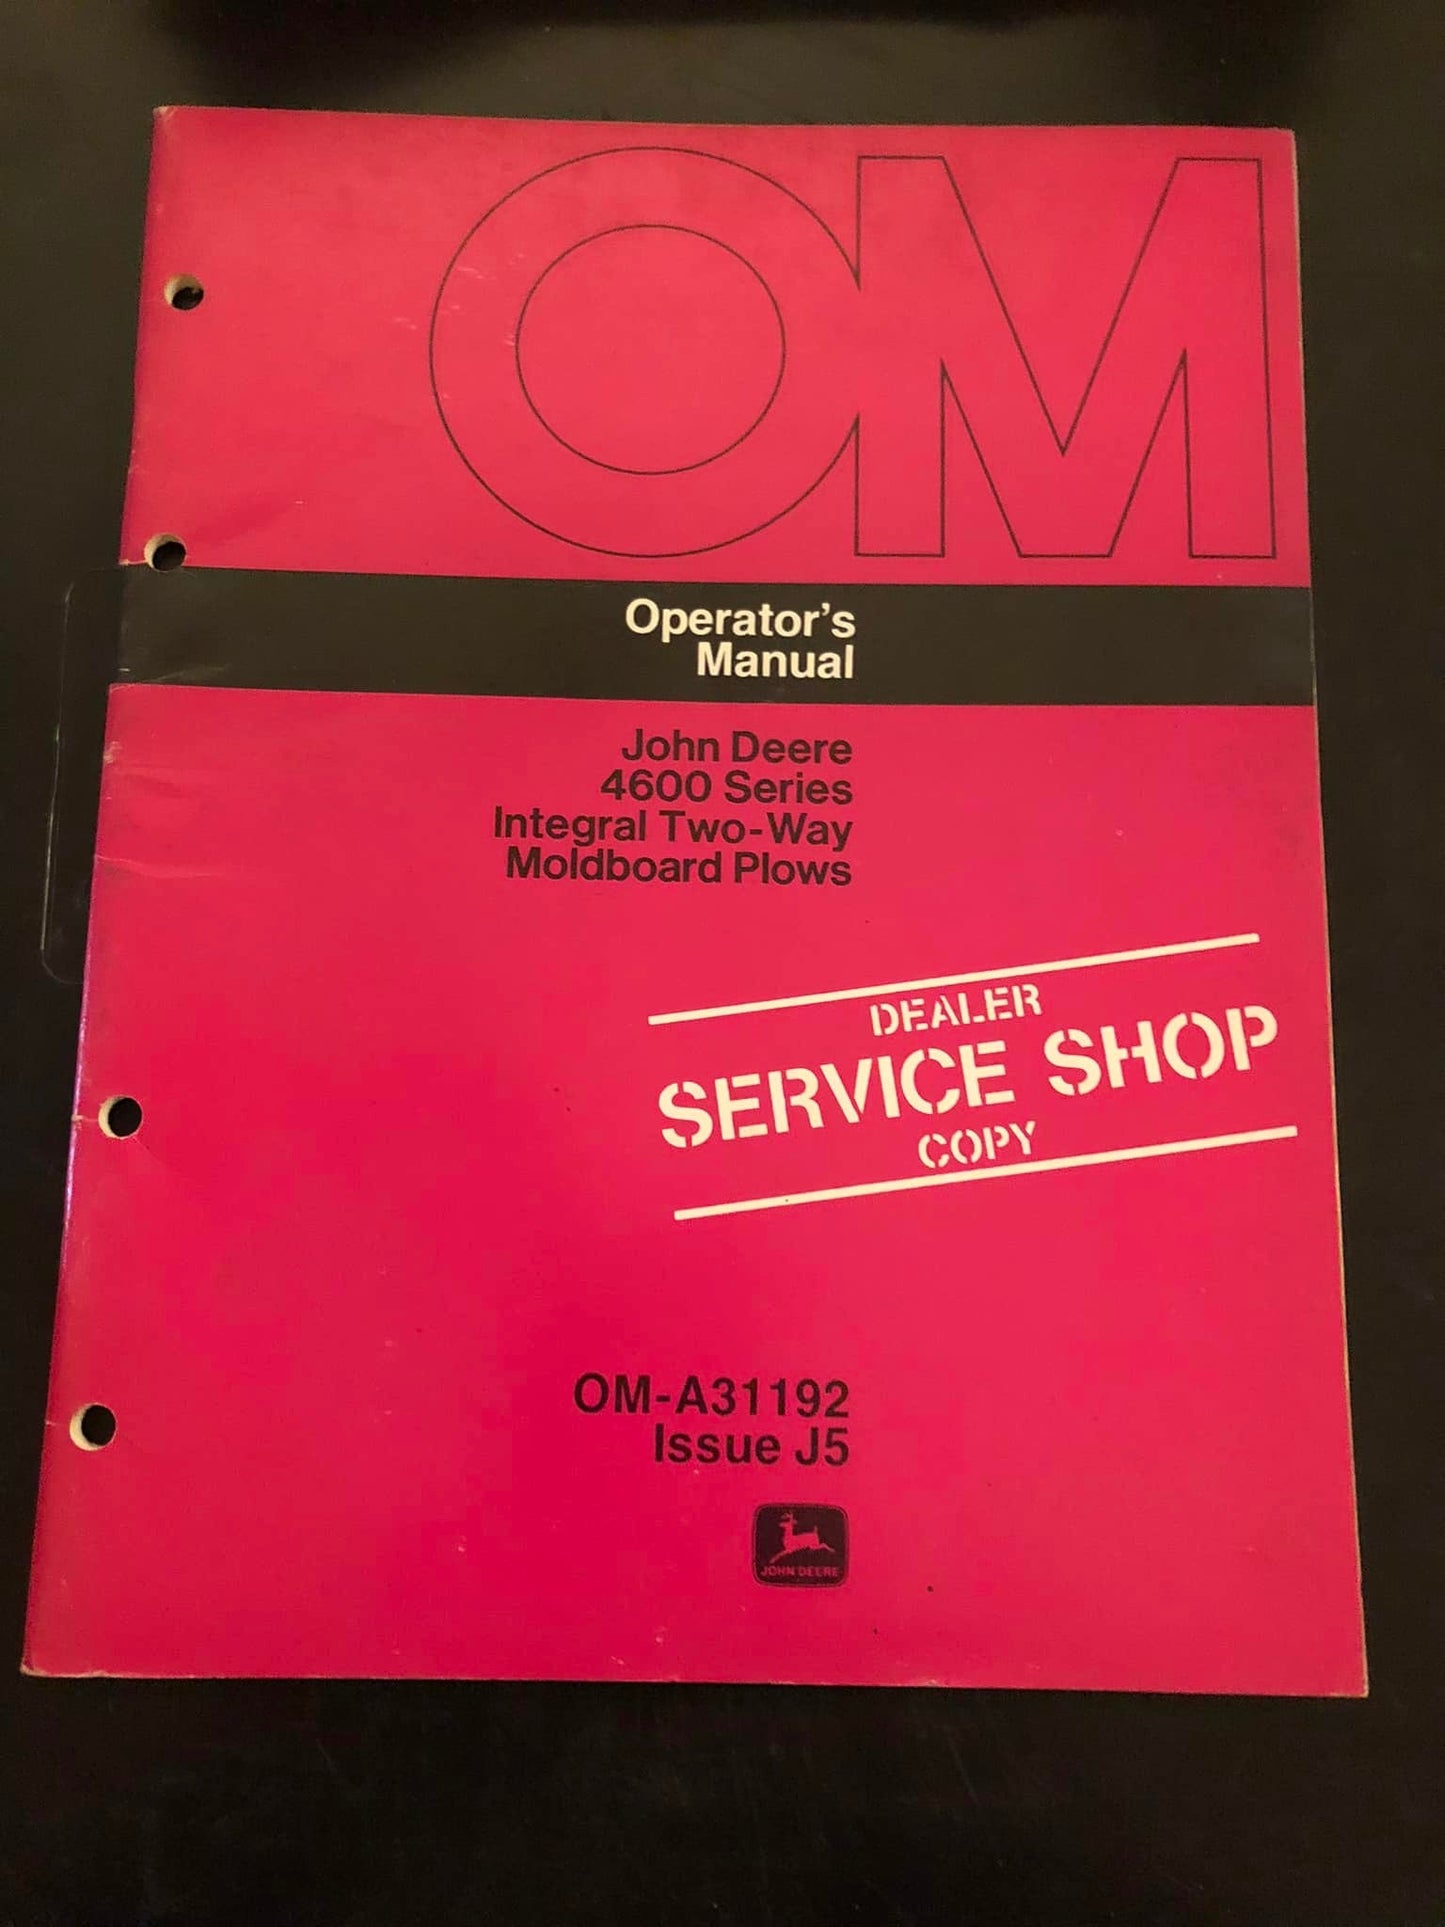 OM
Operator's
Manual
John Deere
4600 Series
Integral Two-Way
Moldboard Plows
DEALER
SERVICE SHOP
COPY
OM-A31192
Issue J5
JOHN DEERE